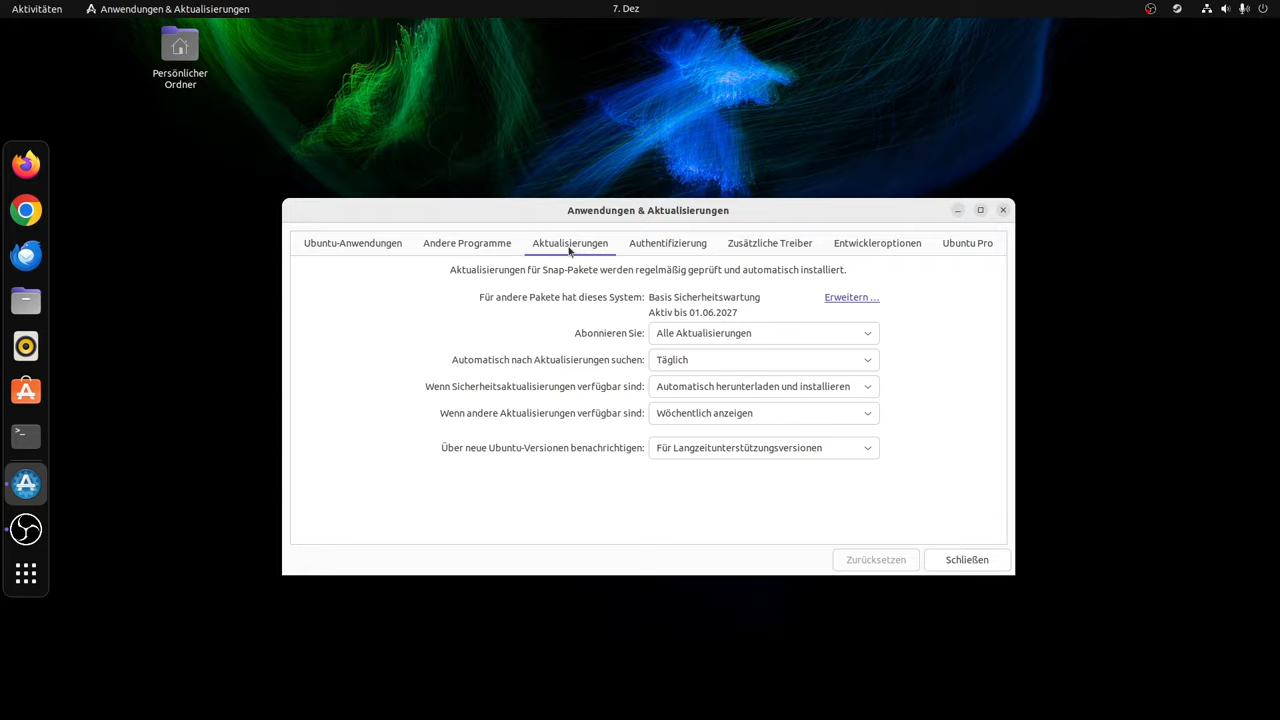 Aktivitäten
Anwendungen & Aktualisierungen
7. Dez
Persönlicher
Ordner
Anwendungen & Aktualisierungen
Ubuntu-Anwendungen
Andere Programme
Aktualisierungen
Authentifizierung
Zusätzliche Treiber
Entwickleroptionen
Ubuntu Pro
Aktualisierungen für Snap-Pakete werden regelmäßig geprüft und automatisch installiert.
Für andere Pakete hat dieses System: Basis Sicherheitswartung Erweitern …
Aktiv bis 01.06.2027
Abonnieren Sie: Alle Aktualisierungen
Automatisch nach Aktualisierungen suchen: Täglich
Wenn Sicherheitsaktualisierungen verfügbar sind: Automatisch herunterladen und installieren
Wenn andere Aktualisierungen verfügbar sind: Wöchentlich anzeigen
Über neue Ubuntu-Versionen benachrichtigen: Für Langzeitunterstützungsversionen
Zurücksetzen
Schließen